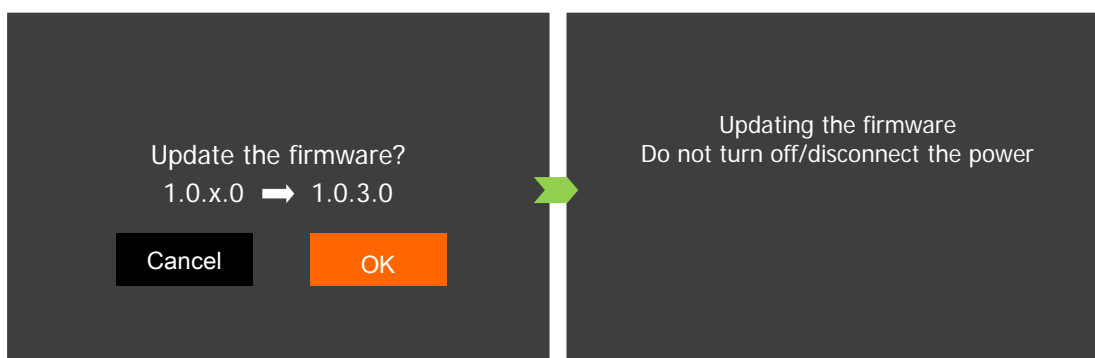 Update the firmware?
1.0.x.0 ➡ 1.0.3.0
Cancel
OK
Updating the firmware
Do not turn off/disconnect the power